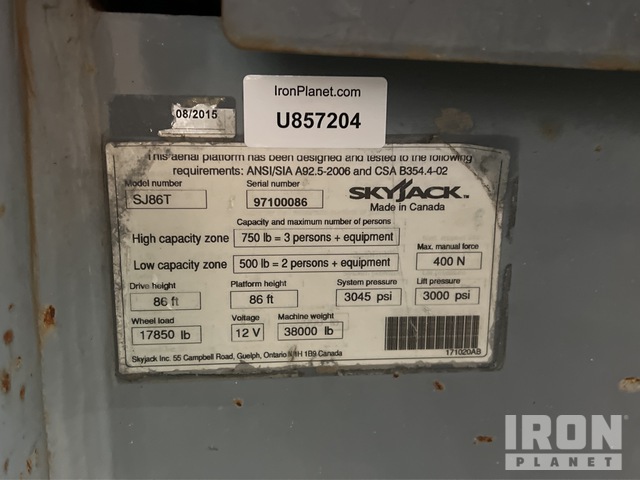 IronPlanet.com
U857204
08/2015
This aerial platform has been designed and tested to the following
requirements: ANSI/SIA A92.5-2006 and CSA B354.4-02
Model number
SJ86T
Serial number
97100086
SKYJACK™
Made in Canada
Capacity and maximum number of persons
High capacity zone 750 lb = 3 persons + equipment
Low capacity zone 500 lb = 2 persons + equipment
Max. manual force
400 N
Drive height
86 ft
Platform height
86 ft
System pressure
3045 psi
Lift pressure
3000 psi
Wheel load
17850 lb
Voltage
12 V
Machine weight
38000 lb
171020AB
Skyjack Inc. 55 Campbell Road, Guelph, Ontario N1H 1B9 Canada
IRON
PLANET